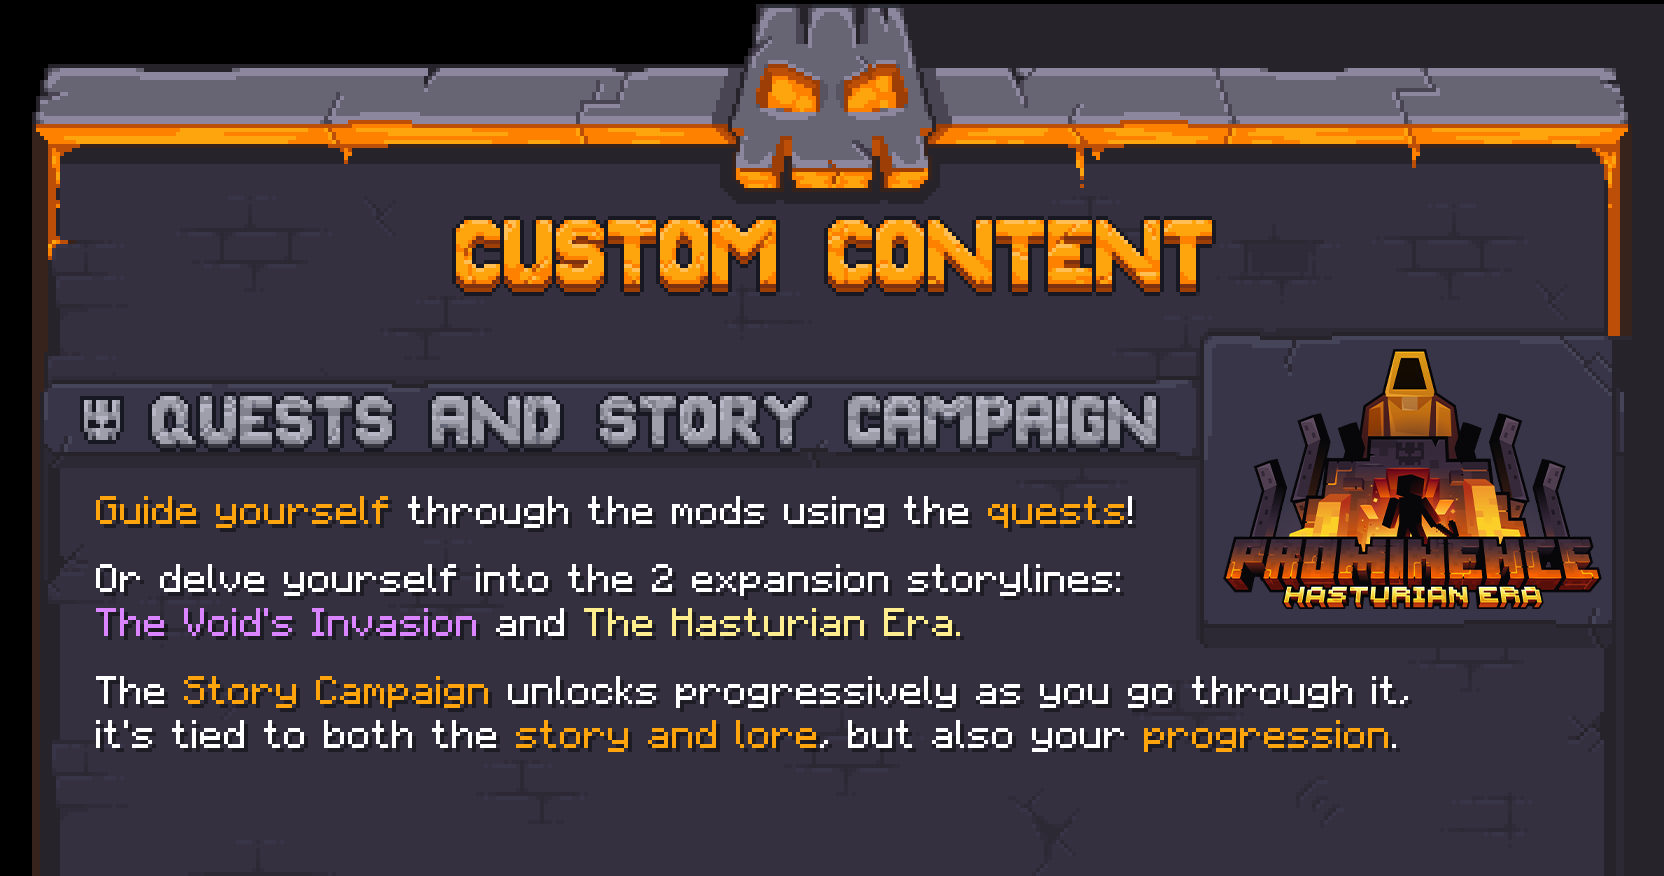 CUSTOM CONTENT
QUESTS AND STORY CAMPAIGN
PROMINENCE
HASTURIAN ERA
Guide yourself through the mods using the quests!
Or delve yourself into the 2 expansion storylines:
The Void's Invasion and The Hasturian Era.
The Story Campaign unlocks progressively as you go through it,
it's tied to both the story and lore, but also your progression.